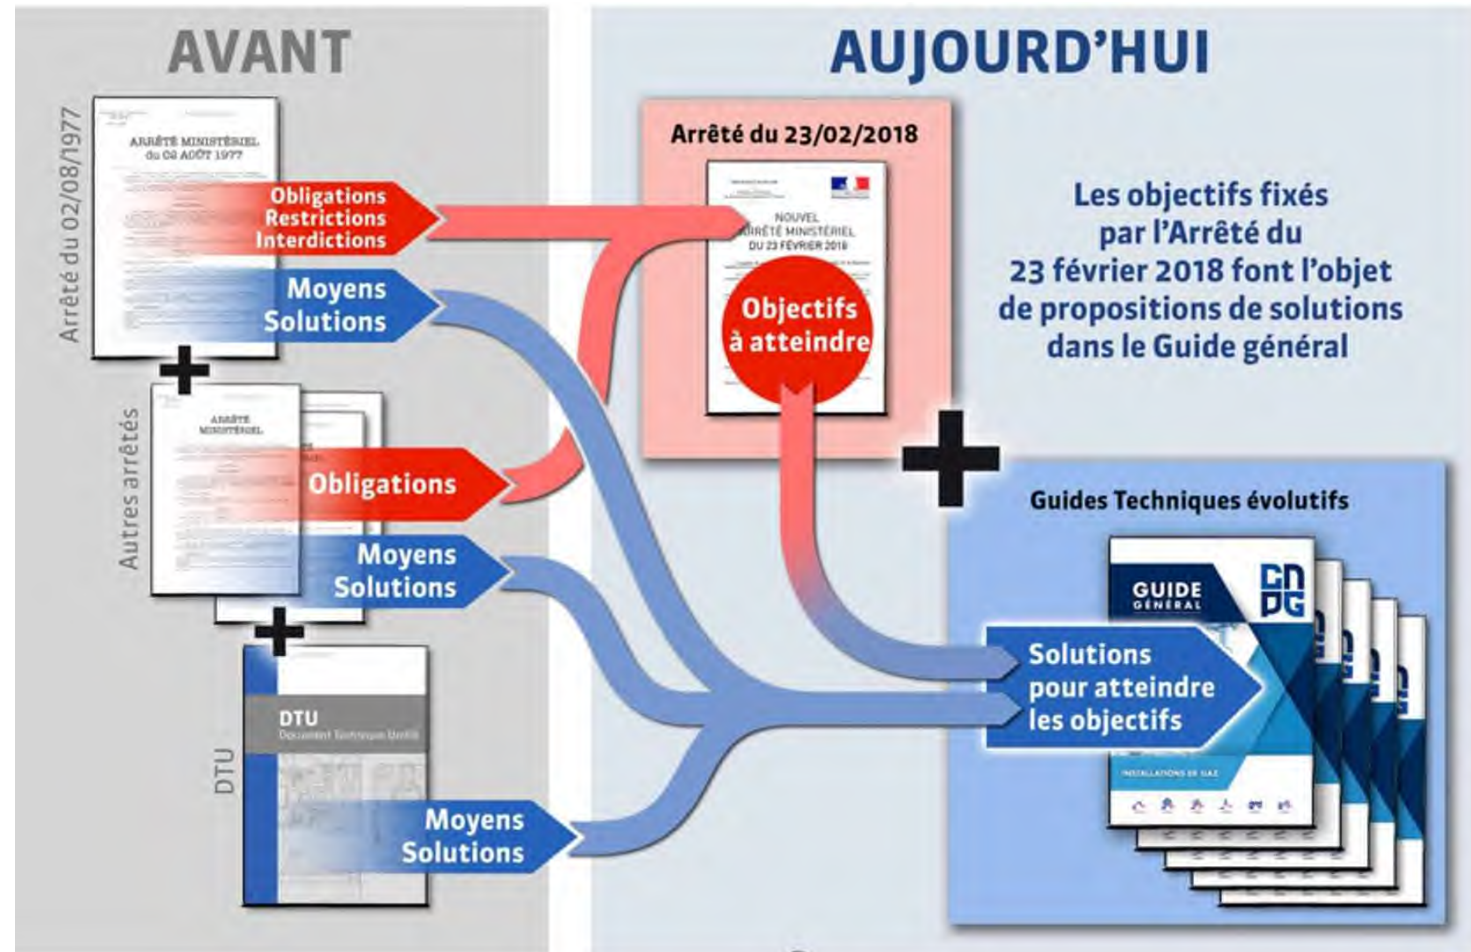 AVANT
Arrêté du 02/08/1977
ARRÊTÉ MINISTÉRIEL
du 02 AOÛT 1977
Obligations
Restrictions
Interdictions
Moyens
Solutions
Autres arrêtés
ARRÊTÉ
MINISTÉRIEL
Obligations
Moyens
Solutions
DTU
DTU
Document Technique Unifié
Moyens
Solutions
AUJOURD'HUI
Arrêté du 23/02/2018
NOUVEL
ARRÊTÉ MINISTÉRIEL
DU 23 FÉVRIER 2018
Objectifs
à atteindre
Les objectifs fixés
par l'Arrêté du
23 février 2018 font l'objet
de propositions de solutions
dans le Guide général
Guides Techniques évolutifs
GUIDE
GÉNÉRAL
CNPG
Solutions
pour atteindre
les objectifs
INSTALLATIONS DE GAZ